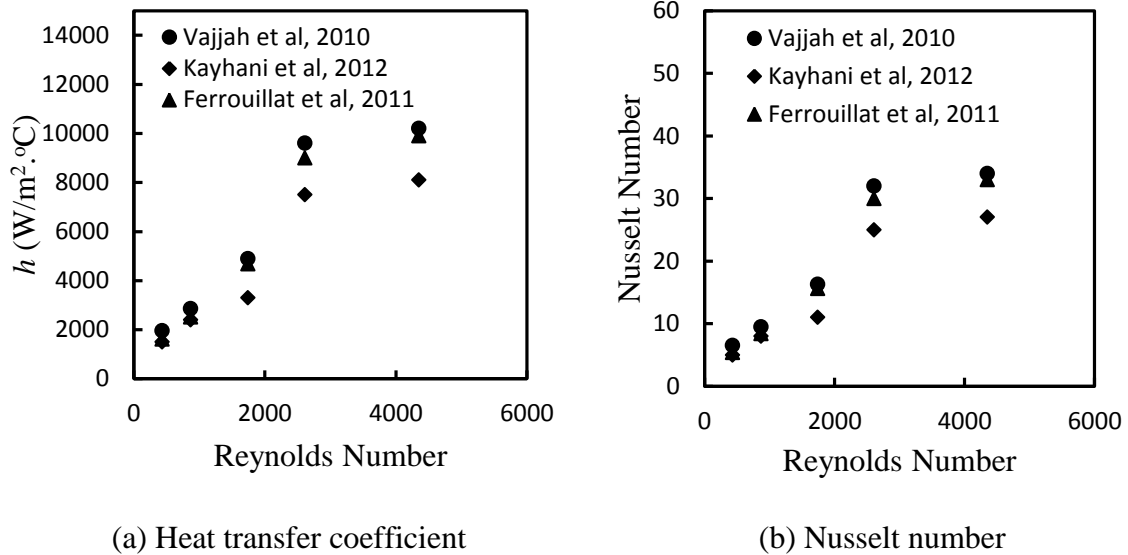 14000
12000
10000
8000
6000
4000
2000
0
h (W/m².ºC)
Vajjah et al, 2010
Kayhani et al, 2012
Ferrouillat et al, 2011
0 2000 4000 6000
Reynolds Number
(a) Heat transfer coefficient
60
50
40
30
20
10
0
Nusselt Number
Vajjah et al, 2010
Kayhani et al, 2012
Ferrouillat et al, 2011
0 2000 4000 6000
Reynolds Number
(b) Nusselt number